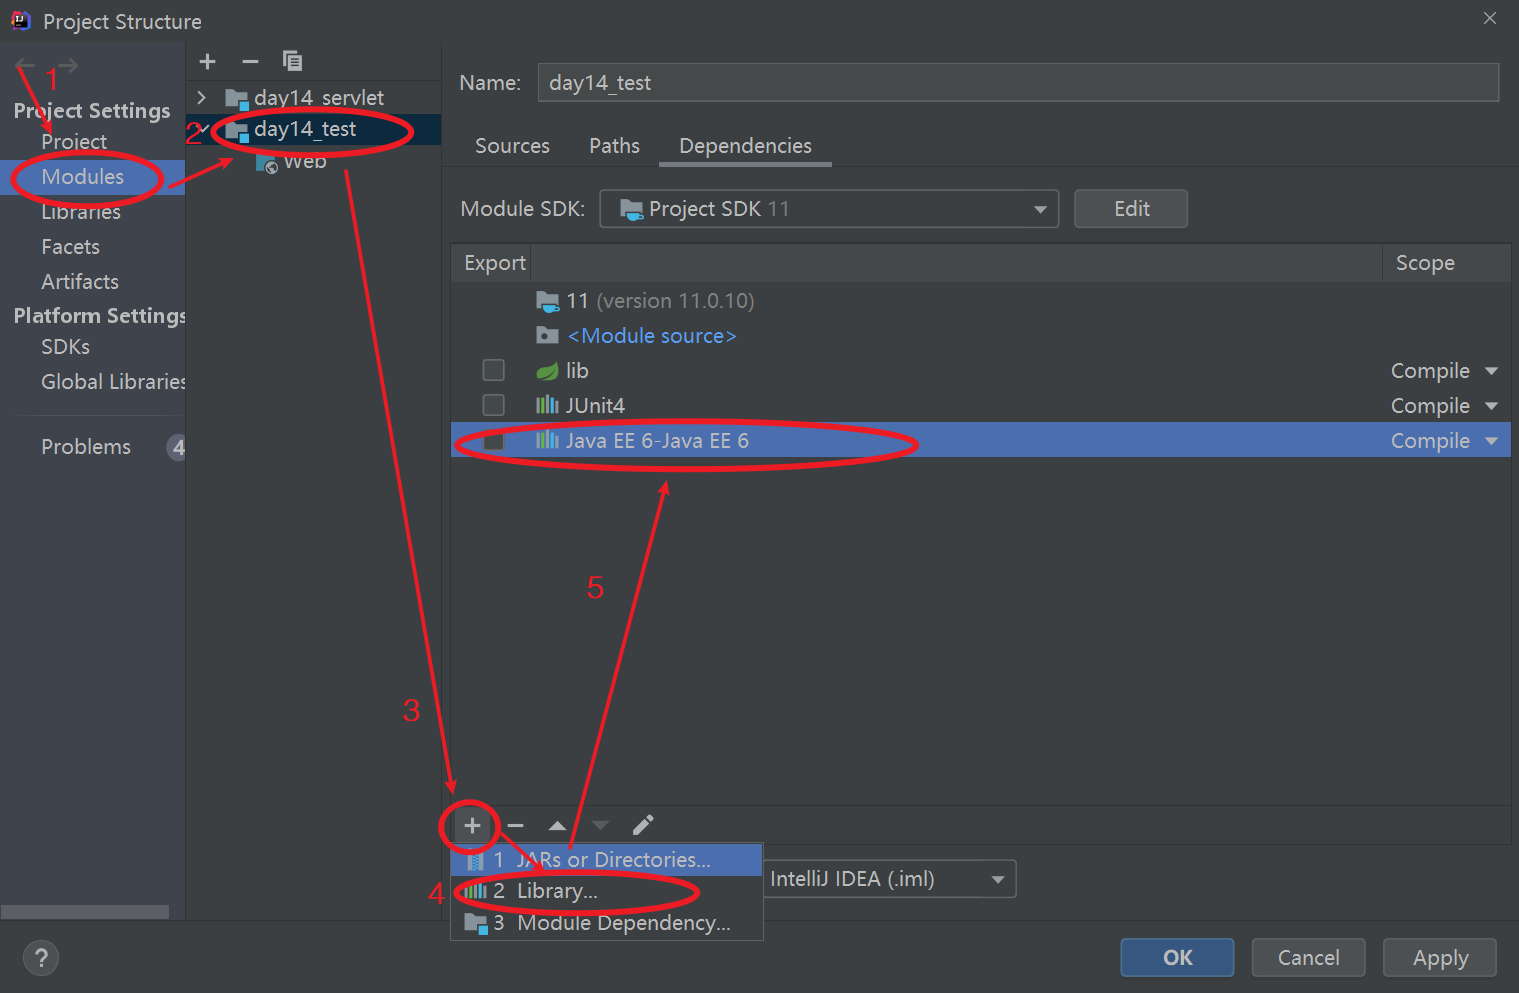 Project Structure
1
Project Settings
Project
Modules
Libraries
Facets
Artifacts
Platform Settings
SDKs
Global Libraries
Problems 4
day14_servlet
2 day14_test
Web
Name: day14_test
Sources Paths Dependencies
Module SDK: Project SDK 11 Edit
Export Scope
11 (version 11.0.10)
<Module source>
lib Compile
JUnit4 Compile
Java EE 6-Java EE 6 Compile
5
3
1 JARs or Directories...
4 2 Library...
3 Module Dependency...
IntelliJ IDEA (.iml)
? OK Cancel Apply